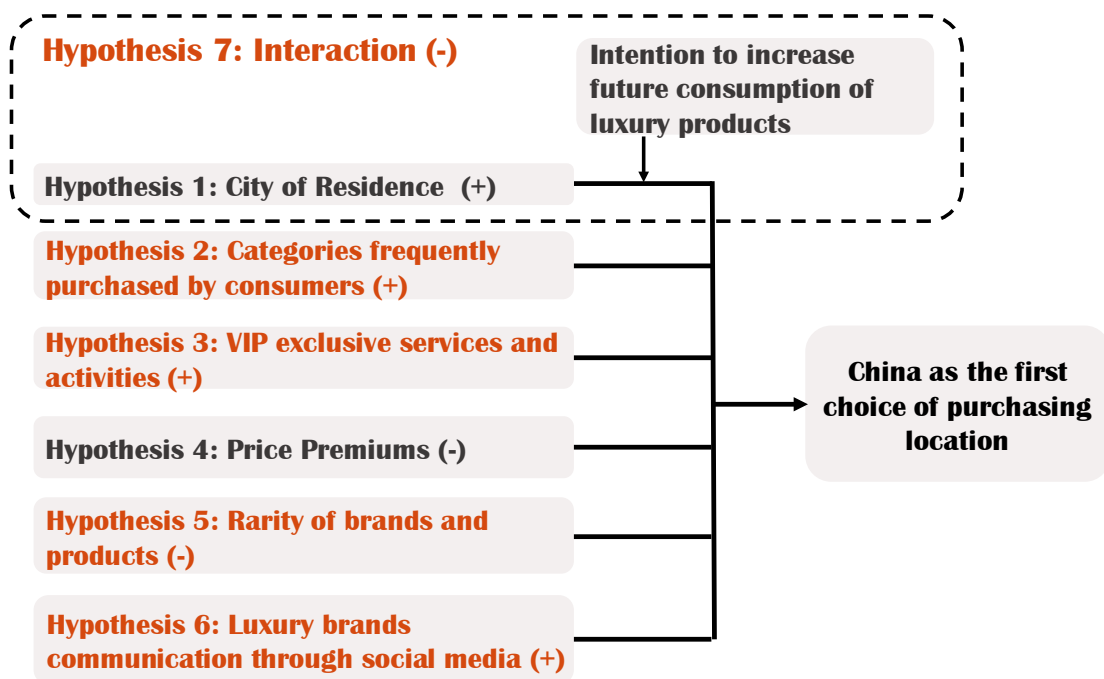 Hypothesis 7: Interaction (-)
Intention to increase
future consumption of
luxury products
Hypothesis 1: City of Residence (+)
Hypothesis 2: Categories frequently
purchased by consumers (+)
Hypothesis 3: VIP exclusive services and
activities (+)
Hypothesis 4: Price Premiums (-)
Hypothesis 5: Rarity of brands and
products (-)
Hypothesis 6: Luxury brands
communication through social media (+)
China as the first
choice of purchasing
location